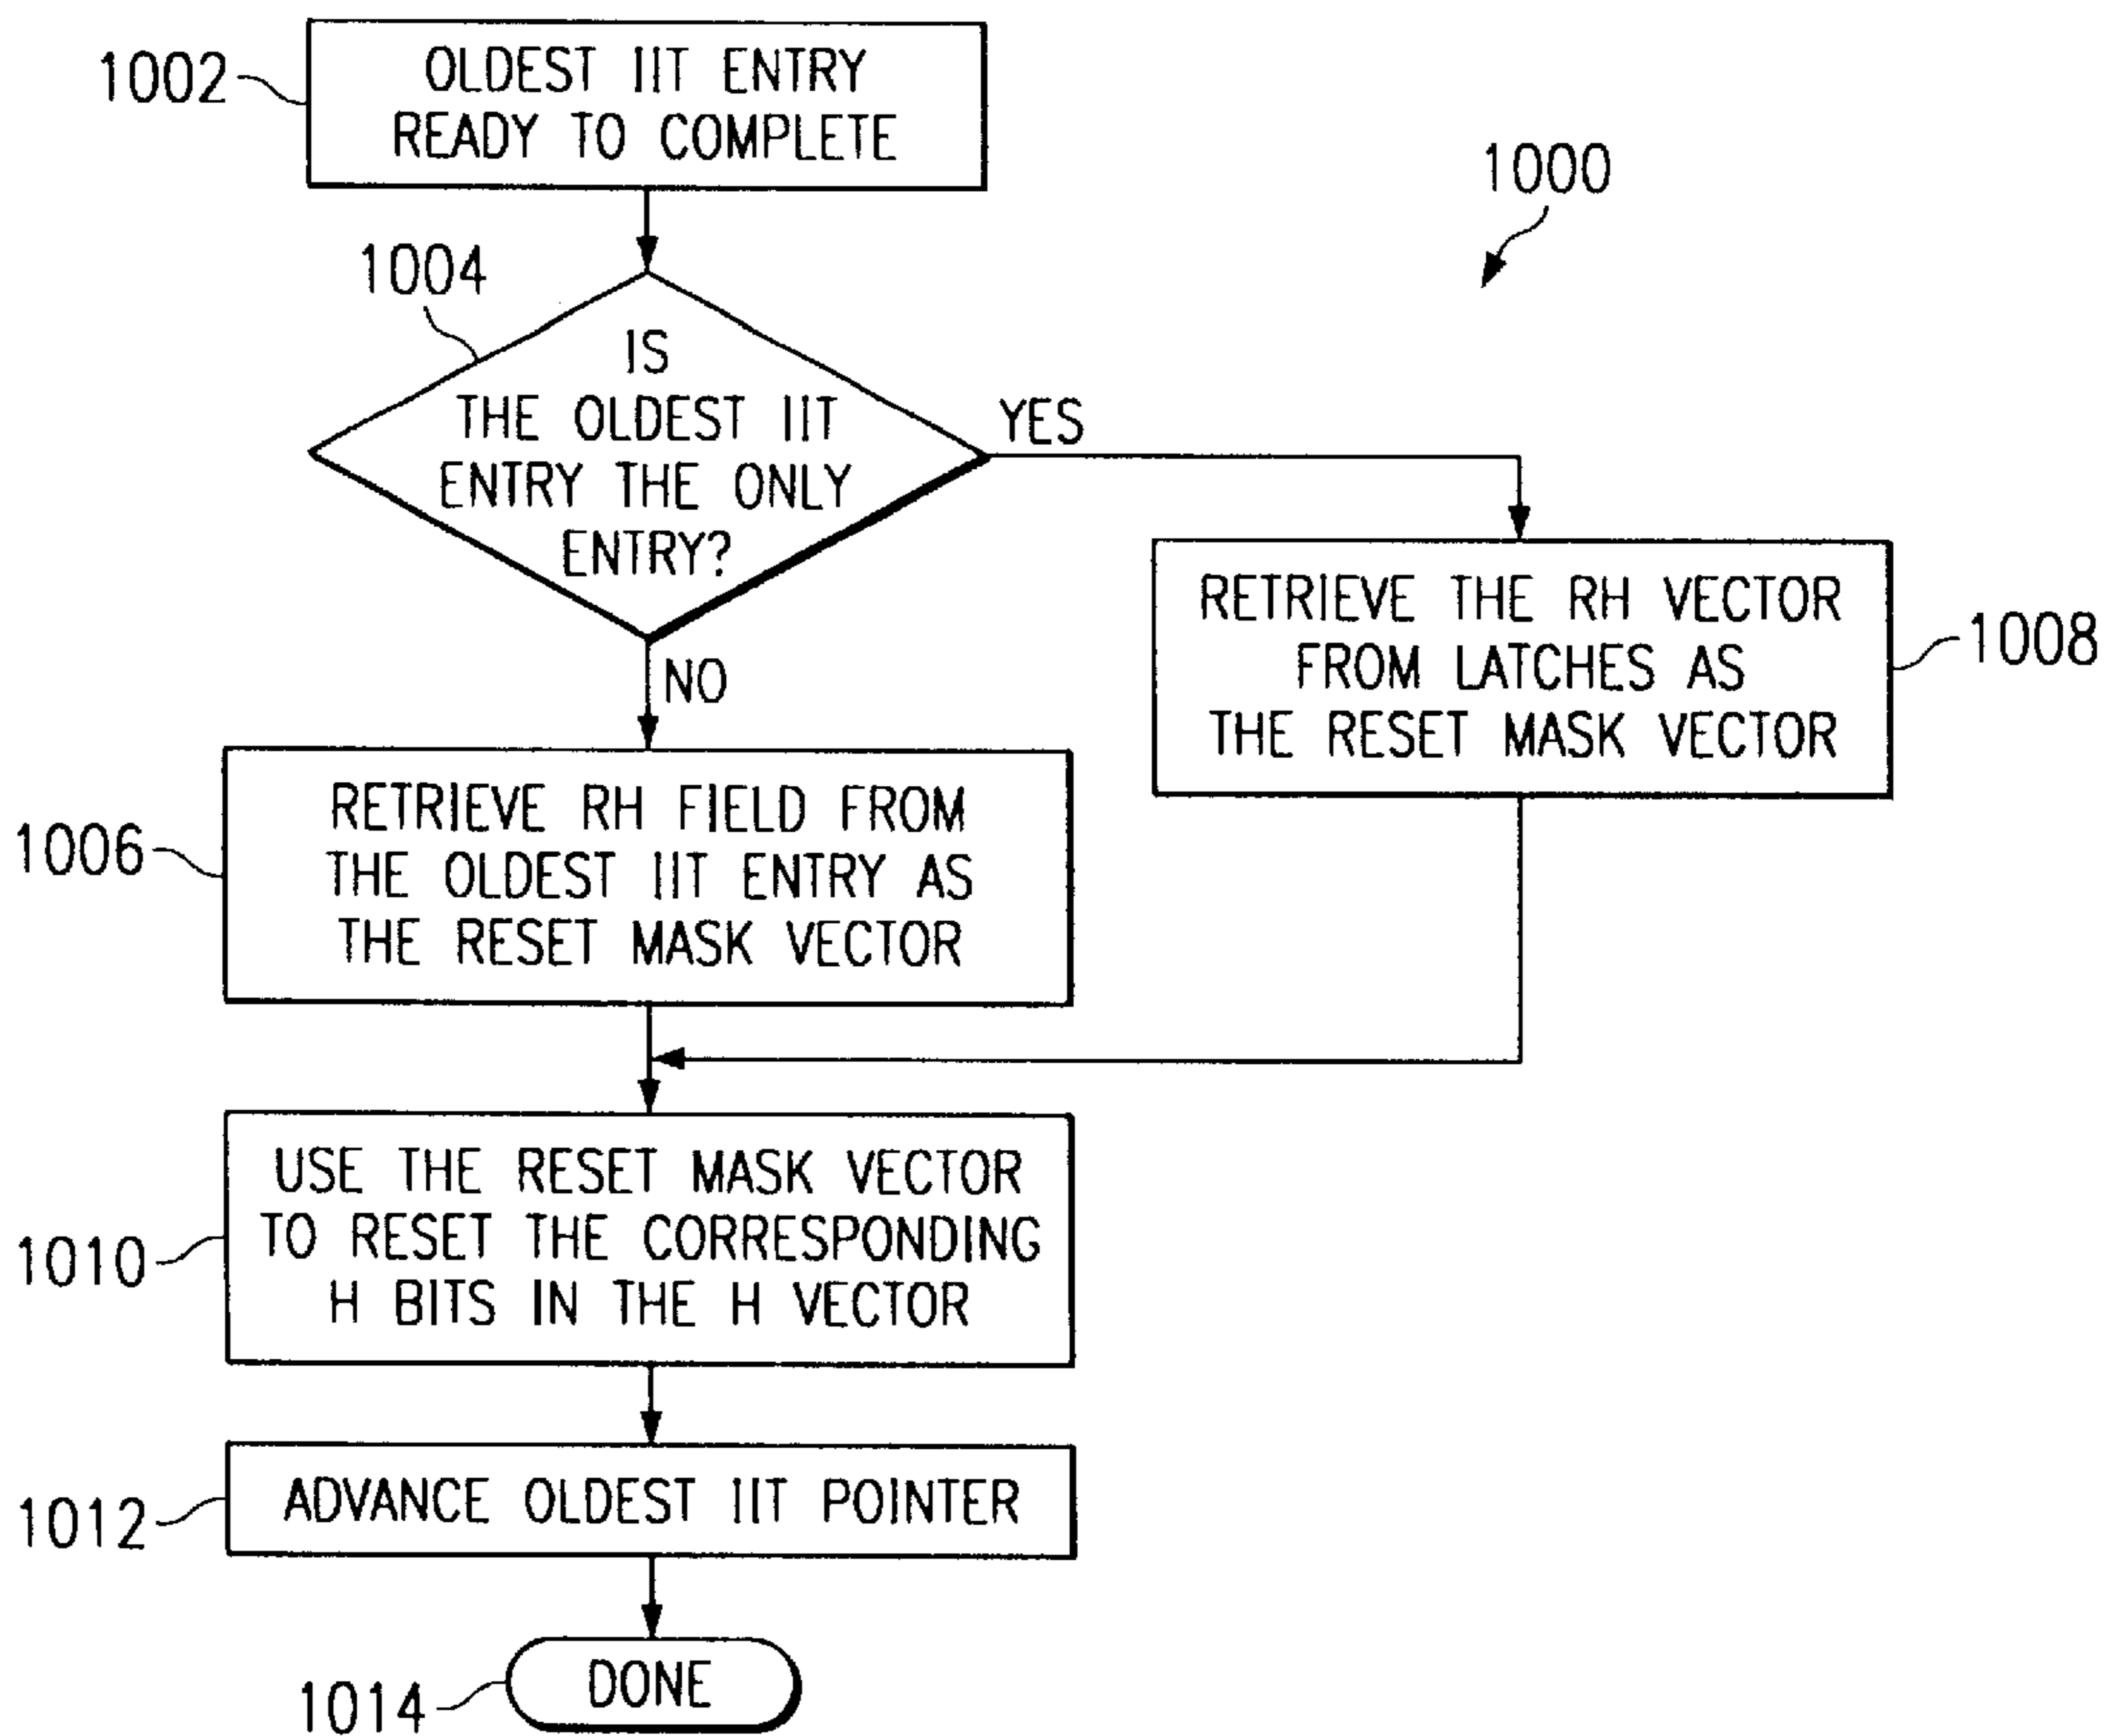 1002
OLDEST IIT ENTRY
READY TO COMPLETE
1000
1004
IS
THE OLDEST IIT
ENTRY THE ONLY
ENTRY?
YES
NO
RETRIEVE THE RH VECTOR
FROM LATCHES AS
THE RESET MASK VECTOR
1008
1006
RETRIEVE RH FIELD FROM
THE OLDEST IIT ENTRY AS
THE RESET MASK VECTOR
1010
USE THE RESET MASK VECTOR
TO RESET THE CORRESPONDING
H BITS IN THE H VECTOR
1012
ADVANCE OLDEST IIT POINTER
1014
DONE